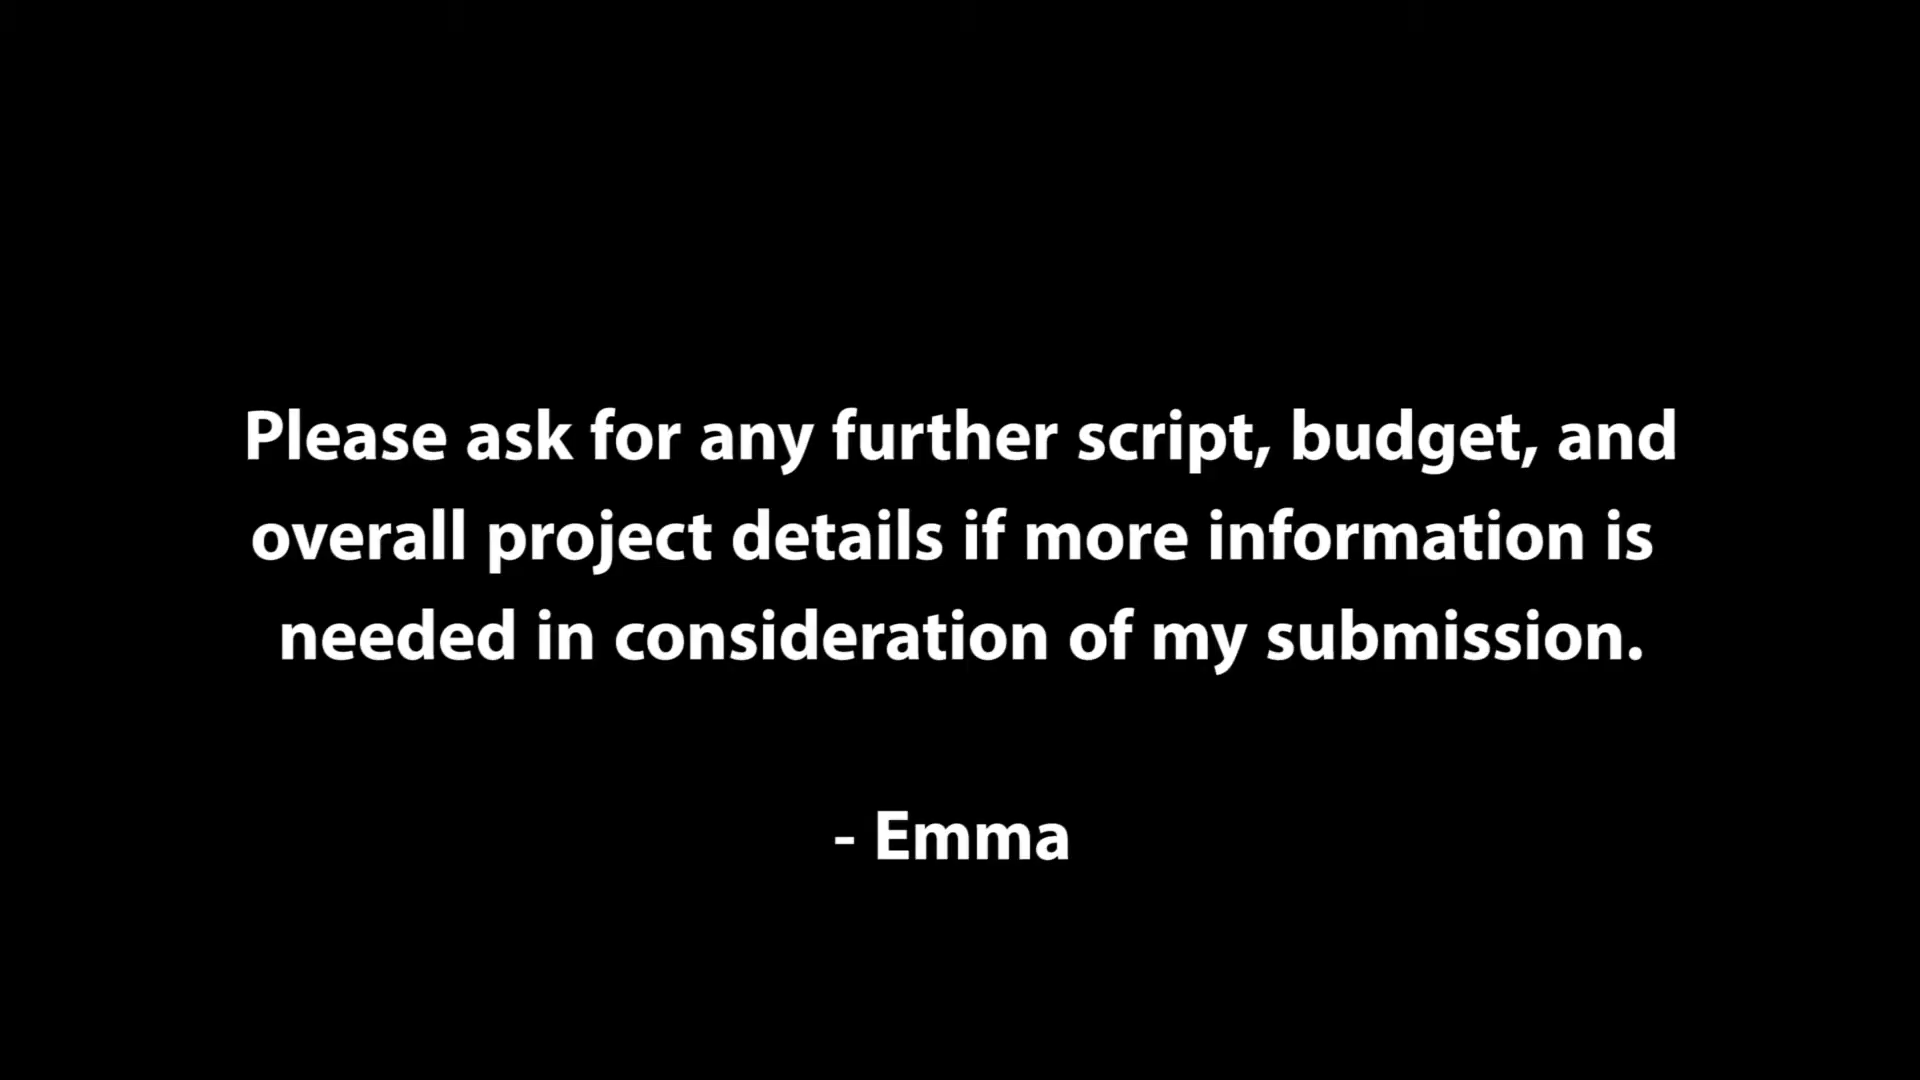 Please ask for any further script, budget, and
overall project details if more information is
needed in consideration of my submission.
- Emma